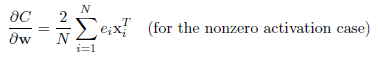 ∂C/∂w = 2/N ∑_{i=1}^{N} e_i x_i^T (for the nonzero activation case)